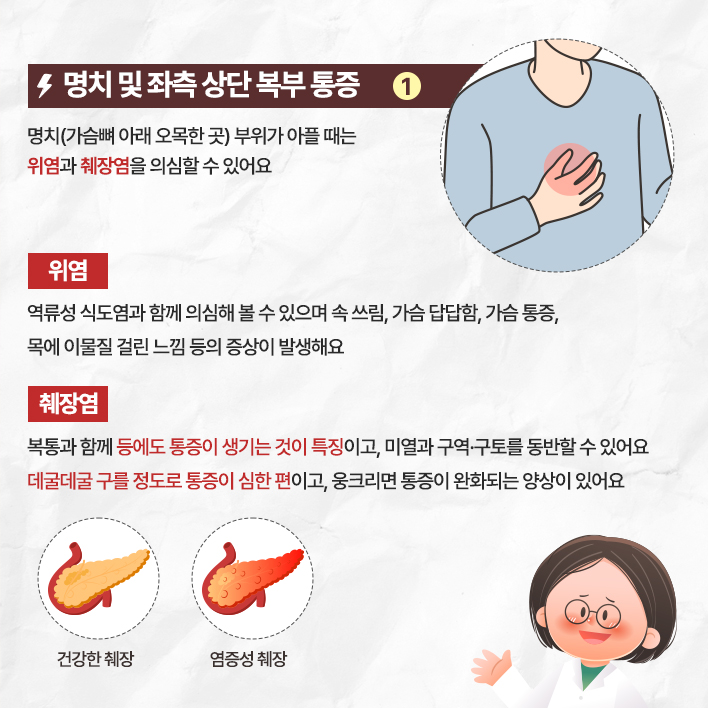 명치 및 좌측 상단 복부 통증 1
명치(가슴뼈 아래 오목한 곳) 부위가 아플 때는
위염과 췌장염을 의심할 수 있어요
위염
역류성 식도염과 함께 의심해 볼 수 있으며 속 쓰림, 가슴 답답함, 가슴 통증,
목에 이물질 걸린 느낌 등의 증상이 발생해요
췌장염
복통과 함께 등에도 통증이 생기는 것이 특징이고, 미열과 구역·구토를 동반할 수 있어요
데굴데굴 구를 정도로 통증이 심한 편이고, 웅크리면 통증이 완화되는 양상이 있어요
건강한 췌장
염증성 췌장